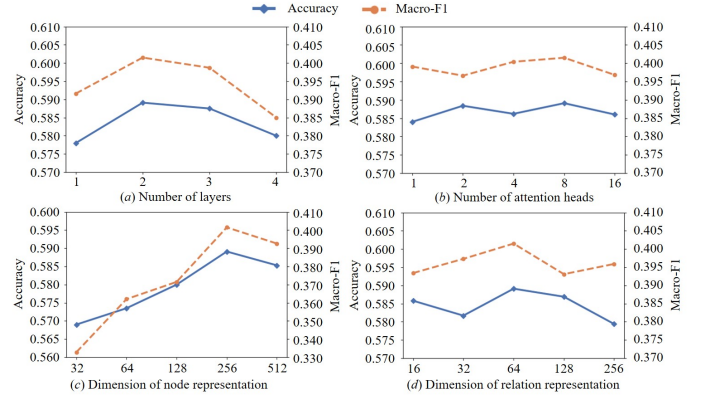 Accuracy Macro-F1
0.610 0.410
0.605 0.405
0.600 0.400
0.595 0.395
0.590 0.390
0.585 0.385
0.580 0.380
0.575 0.375
0.570 0.370
Accuracy
Macro-F1
1 2 3 4
(a) Number of layers
0.610 0.410
0.605 0.405
0.600 0.400
0.595 0.395
0.590 0.390
0.585 0.385
0.580 0.380
0.575 0.375
0.570 0.370
Accuracy
Macro-F1
1 2 4 8 16
(b) Number of attention heads
0.600 0.410
0.595 0.400
0.590 0.390
0.585 0.380
0.580 0.370
0.575 0.360
0.570 0.350
0.565 0.340
0.560 0.330
Accuracy
Macro-F1
32 64 128 256 512
(c) Dimension of node representation
0.610 0.410
0.605 0.405
0.600 0.400
0.595 0.395
0.590 0.390
0.585 0.385
0.580 0.380
0.575 0.375
0.570 0.370
Accuracy
Macro-F1
16 32 64 128 256
(d) Dimension of relation representation